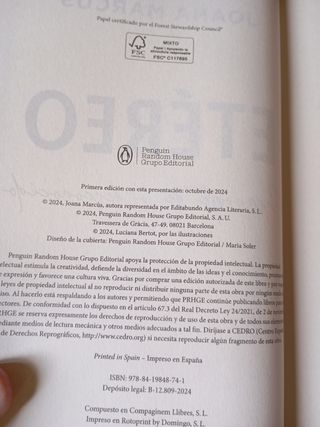 Papel certificado por el Forest Stewardship Council®
FSC
MIXTO
FSC® C117695
Penguin
Random House
Grupo Editorial
Primera edición con esta presentación: octubre de 2024
© 2024, Joana Marcús, autora representada por Editabundo Agencia Literaria, S. L.
© 2024, Penguin Random House Grupo Editorial, S. A. U.
Travessera de Gràcia, 47-49. 08021 Barcelona
© 2024, Luciana Bertot, por las ilustraciones
Diseño de la cubierta: Penguin Random House Grupo Editorial / Maria Soler
Penguin Random House Grupo Editorial apoya la protección de la propiedad intelectual. La propiedad
intelectual estimula la creatividad, defiende la diversidad en el ámbito de las ideas y el conocimiento,
expresión y favorece una cultura viva. Gracias por comprar una edición autorizada de este libro y por
leyes de propiedad intelectual al no reproducir ni distribuir ninguna parte de esta obra por ningún
Al hacerlo está respaldando a los autores y permitiendo que PRHGE continúe publicando libros para
lectores. De conformidad con lo dispuesto en el artículo 67.3 del Real Decreto Ley 24/2021, de 2 de
PRHGE se reserva expresamente los derechos de reproducción y de uso de esta obra y de todos sus
mediante medios de lectura mecánica y otros medios adecuados a tal fin. Diríjase a CEDRO (Centro
de Derechos Reprográficos, http://www.cedro.org) si necesita reproducir algún fragmento de esta obra.
Printed in Spain – Impreso en España
ISBN: 978-84-19848-74-1
Depósito legal: B-12.809-2024
Compuesto en Compaginem Llibres, S. L.
Impreso en Rotoprint by Domingo, S. L.